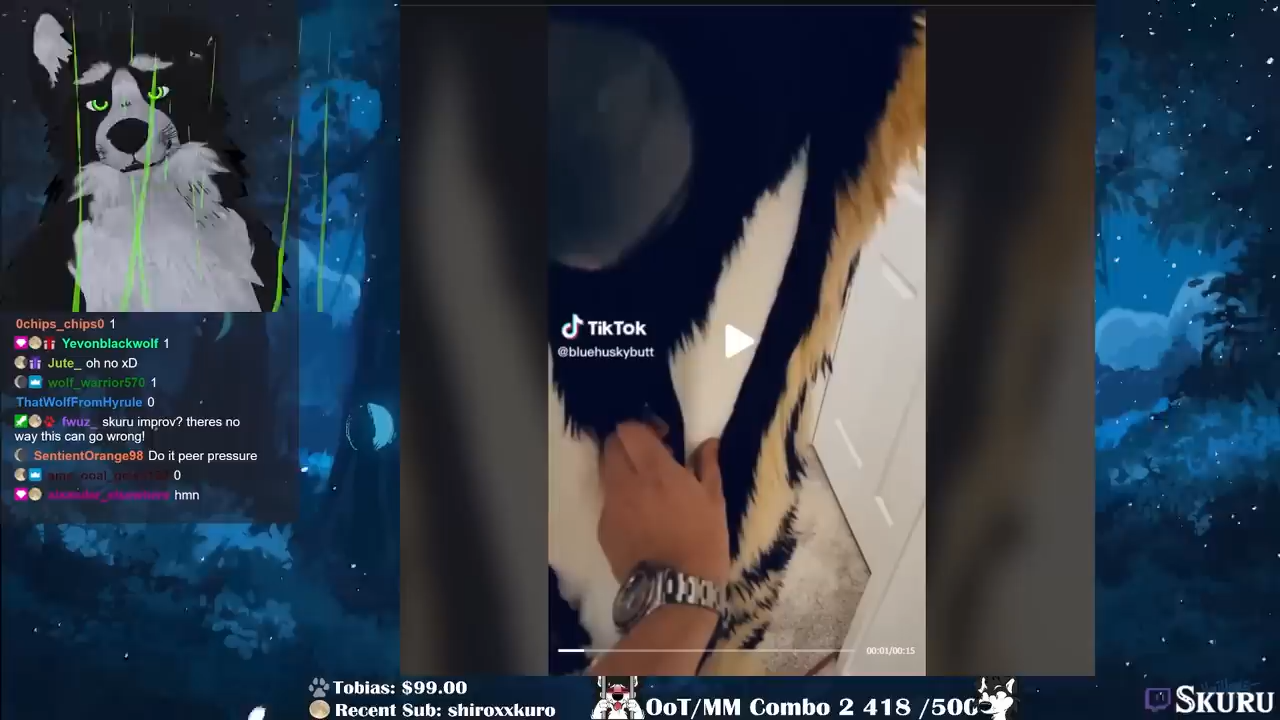 0chips_chips0 1
Yevonblackwolf 1
Jute_ oh no xD
wolf_warrior570 1
ThatWolfFromHyrule 0
fwuz_ skuru improv? theres no
way this can go wrong!
SentientOrange98 Do it peer pressure
0
hmn
TikTok
@bluehuskybutt
00:01/00:15
Tobias: $99.00
Recent Sub: shiroxxkuro
OoT/MM Combo 2 418 /500
SKURU